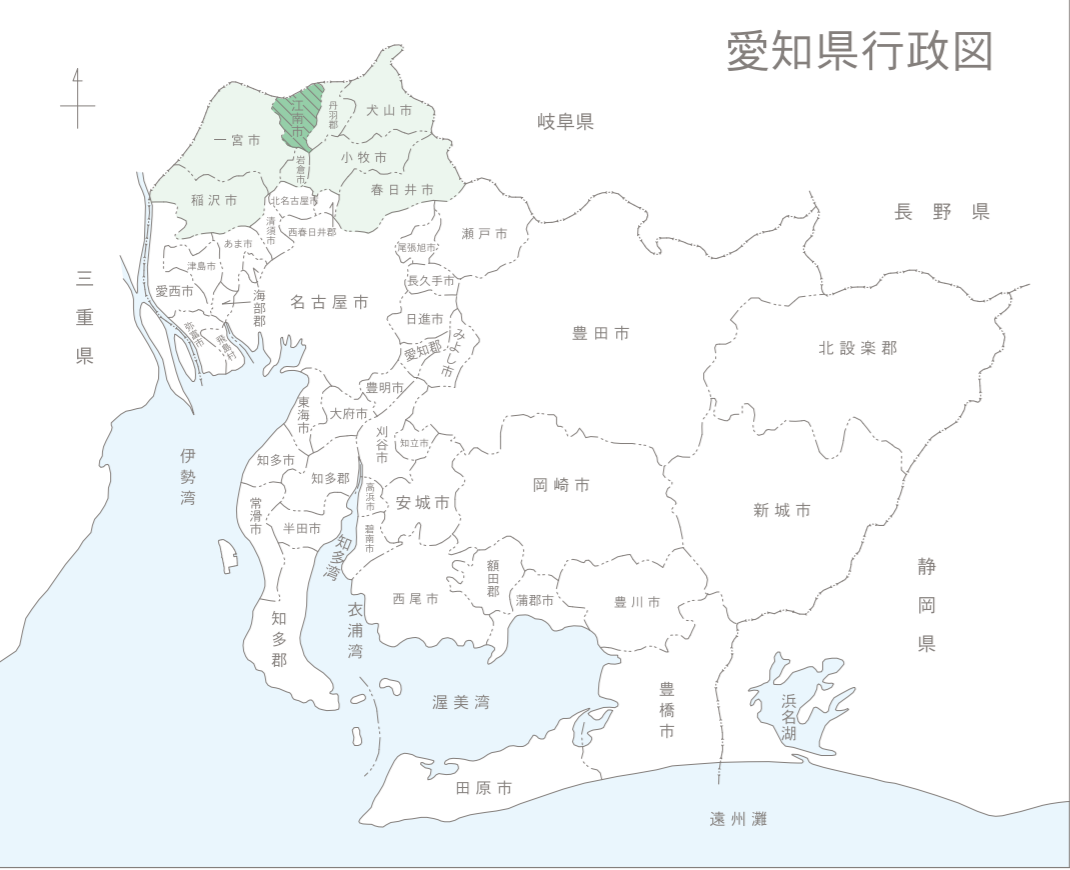 愛知県行政図
4
岐阜県
長野県
三重県
静岡県
江南市
丹羽郡
犬山市
一宮市
岩倉市
小牧市
稲沢市
北名古屋市
春日井市
清須市
西春日井郡
あま市
津島市
愛西市
海部郡
弥富市
飛島村
名古屋市
尾張旭市
瀬戸市
長久手市
日進市
みよし市
愛知郡
豊明市
豊田市
北設楽郡
東海市
大府市
刈谷市
知立市
知多市
知多郡
高浜市
安城市
岡崎市
新城市
常滑市
半田市
碧南市
伊勢湾
知多湾
衣浦湾
西尾市
額田郡
蒲郡市
豊川市
知多郡
渥美湾
豊橋市
浜名湖
田原市
遠州灘